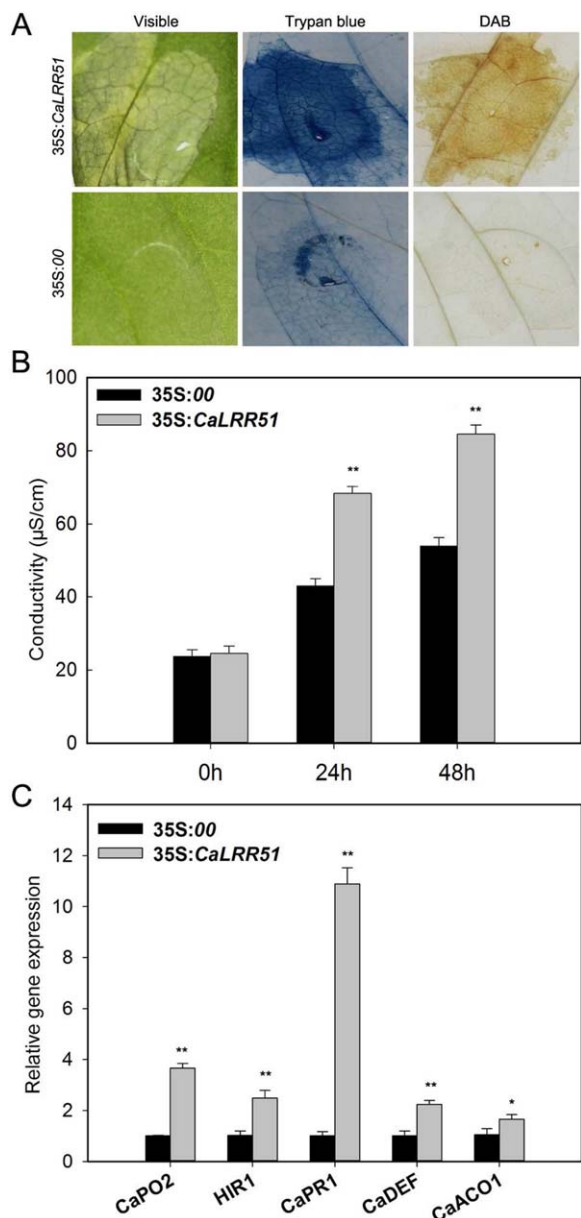 A
Visible Trypan blue DAB
35S:CaLRR51
35S:00
B
100
80
60
40
20
0
Conductivity (µS/cm)
35S:00
35S:CaLRR51
**
**
0h 24h 48h
C
14
12
10
8
6
4
2
0
Relative gene expression
35S:00
35S:CaLRR51
**
**
**
**
*
CaPO2 HIR1 CaPR1 CaDEF CaACO1